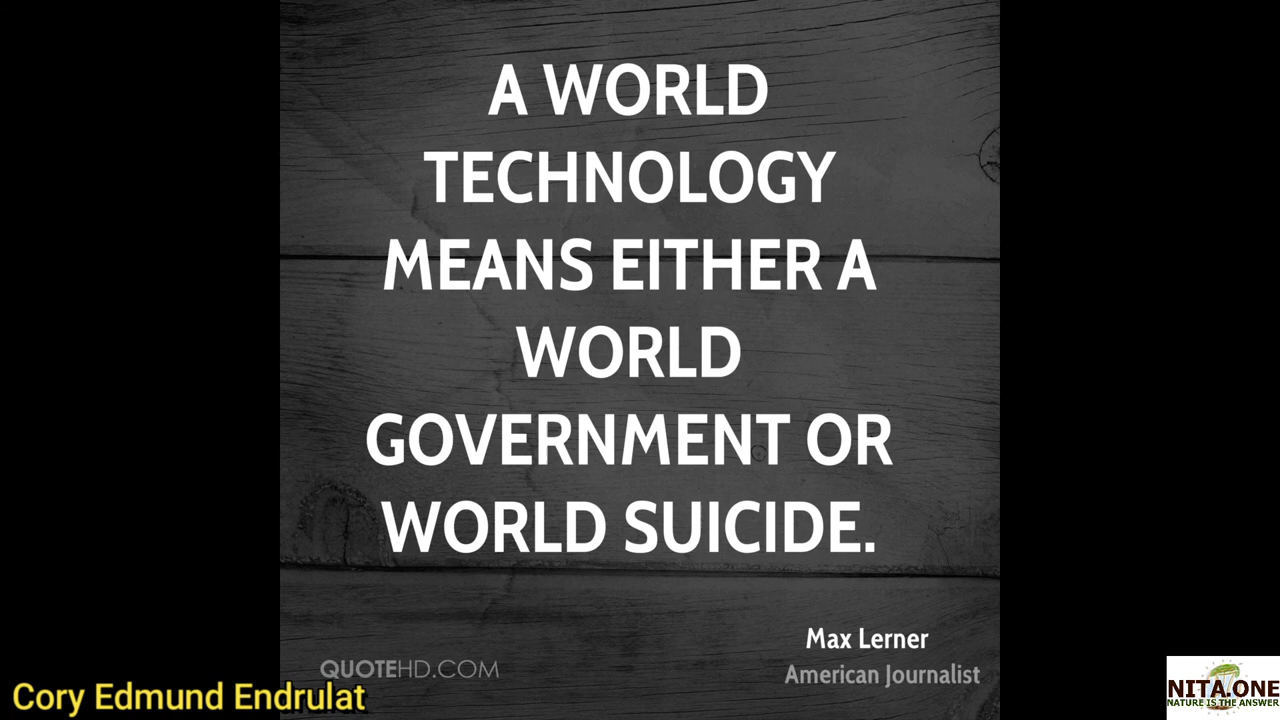 A WORLD
TECHNOLOGY
MEANS EITHER A
WORLD
GOVERNMENT OR
WORLD SUICIDE.
Max Lerner
American Journalist
QUOTEHD.COM
Cory Edmund Endrulat
NITA.ONE
NATURE IS THE ANSWER